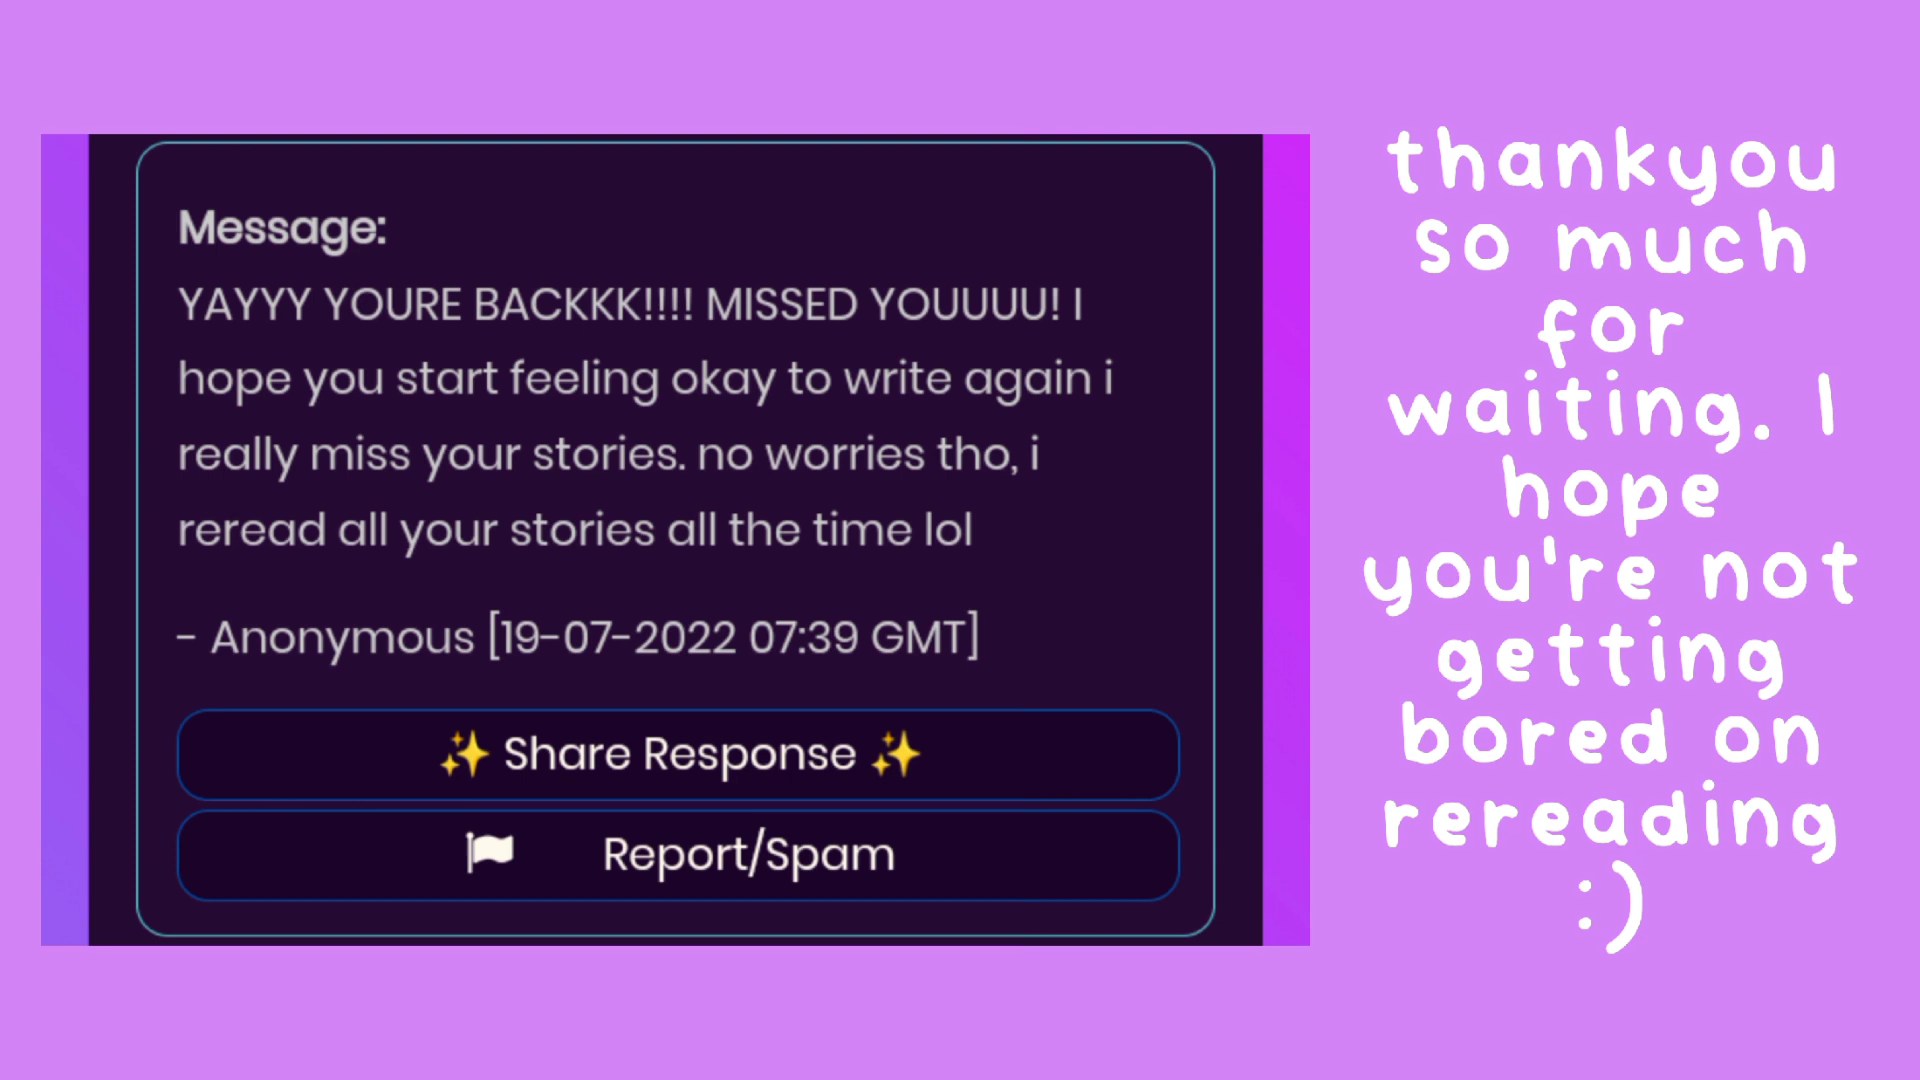 Message:
YAYYY YOURE BACKKK!!!! MISSED YOUUUU! I
hope you start feeling okay to write again i
really miss your stories. no worries tho, i
reread all your stories all the time lol
- Anonymous [19-07-2022 07:39 GMT]
✨ Share Response ✨
Report/Spam
thankyou
so much
for
waiting. I
hope
you're not
getting
bored on
rereading
:)